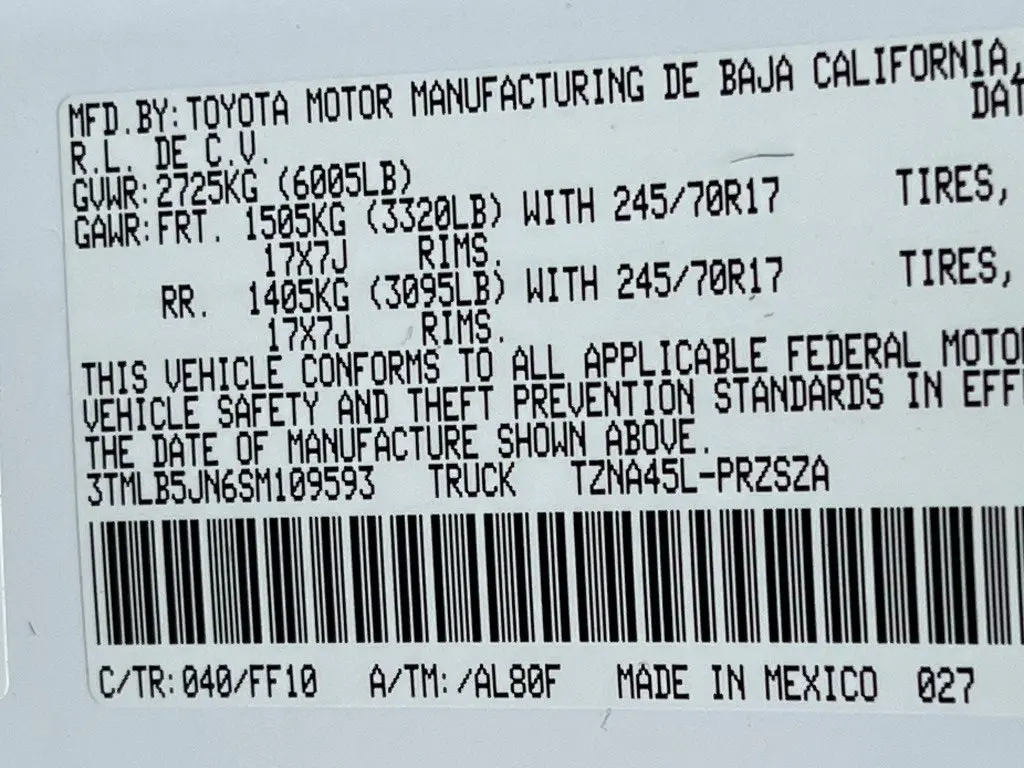 MFD.BY:TOYOTA MOTOR MANUFACTURING DE BAJA CALIFORNIA,
DAT
R.L. DE C.V.
GVWR:2725KG (6005LB)
GAWR:FRT. 1505KG (3320LB) WITH 245/70R17 TIRES,
17X7J RIMS.
RR. 1405KG (3095LB) WITH 245/70R17 TIRES,
17X7J RIMS.
THIS VEHICLE CONFORMS TO ALL APPLICABLE FEDERAL MOTO
VEHICLE SAFETY AND THEFT PREVENTION STANDARDS IN EFF
THE DATE OF MANUFACTURE SHOWN ABOVE.
3TMLB5JN6SM109593 TRUCK TZNA45L-PRZSZA
C/TR:040/FF10 A/TM:/AL80F MADE IN MEXICO 027